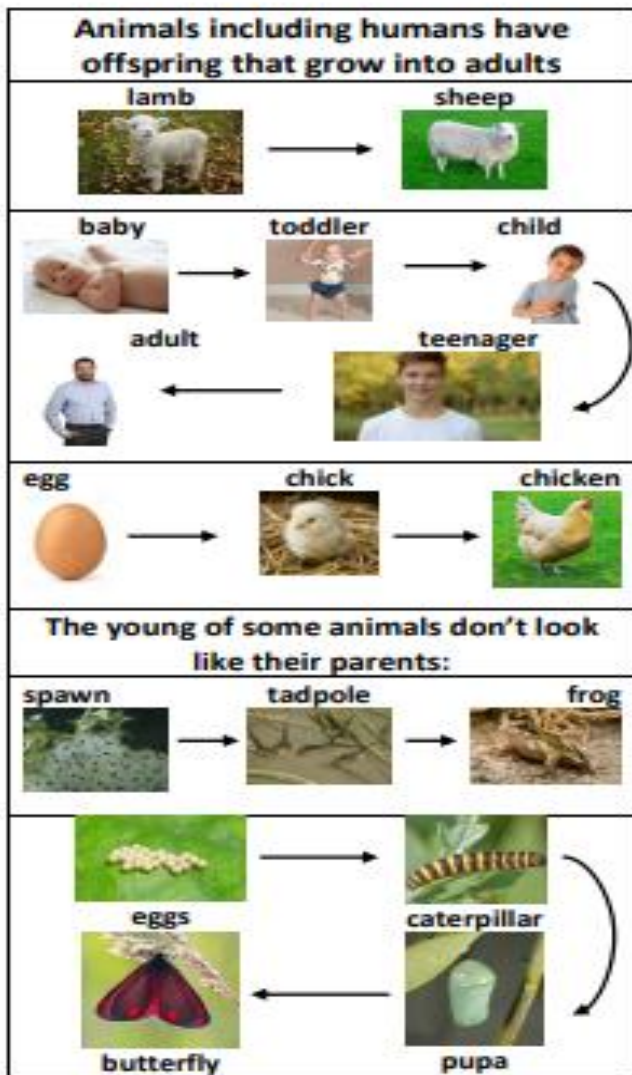 Animals including humans have
offspring that grow into adults
lamb sheep
baby toddler child
adult teenager
egg chick chicken
The young of some animals don’t look
like their parents:
spawn tadpole frog
eggs caterpillar
butterfly pupa